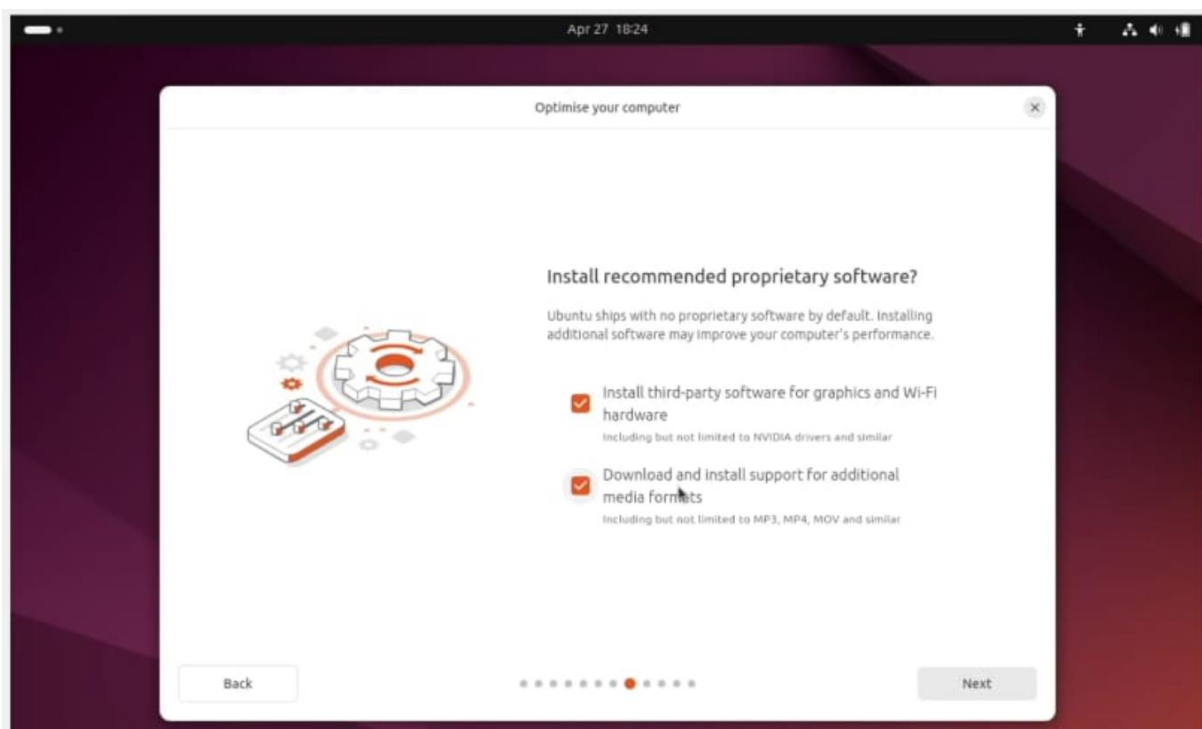 Apr 27 18:24
Optimise your computer
Install recommended proprietary software?
Ubuntu ships with no proprietary software by default. Installing
additional software may improve your computer's performance.
Install third-party software for graphics and Wi-Fi
hardware
Including but not limited to NVIDIA drivers and similar
Download and install support for additional
media formats
Including but not limited to MP3, MP4, MOV and similar
Back
Next